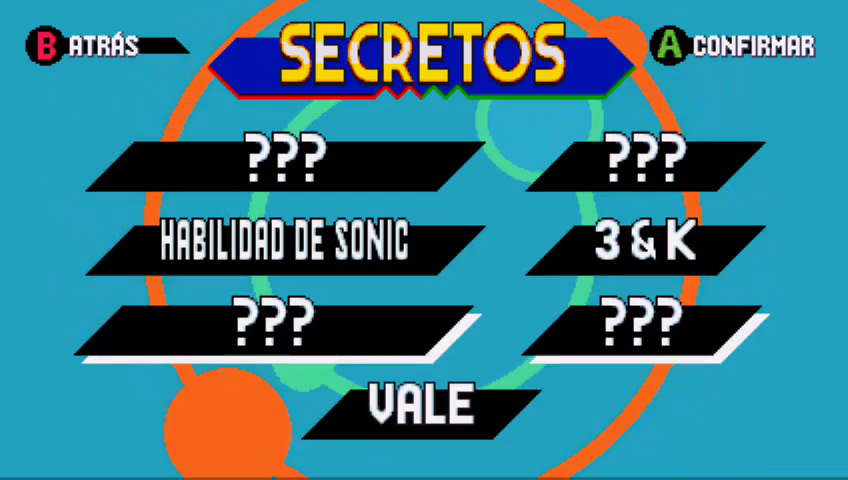 B ATRÁS
SECRETOS
A CONFIRMAR
??? ???
HABILIDAD DE SONIC 3 & K
??? ???
VALE